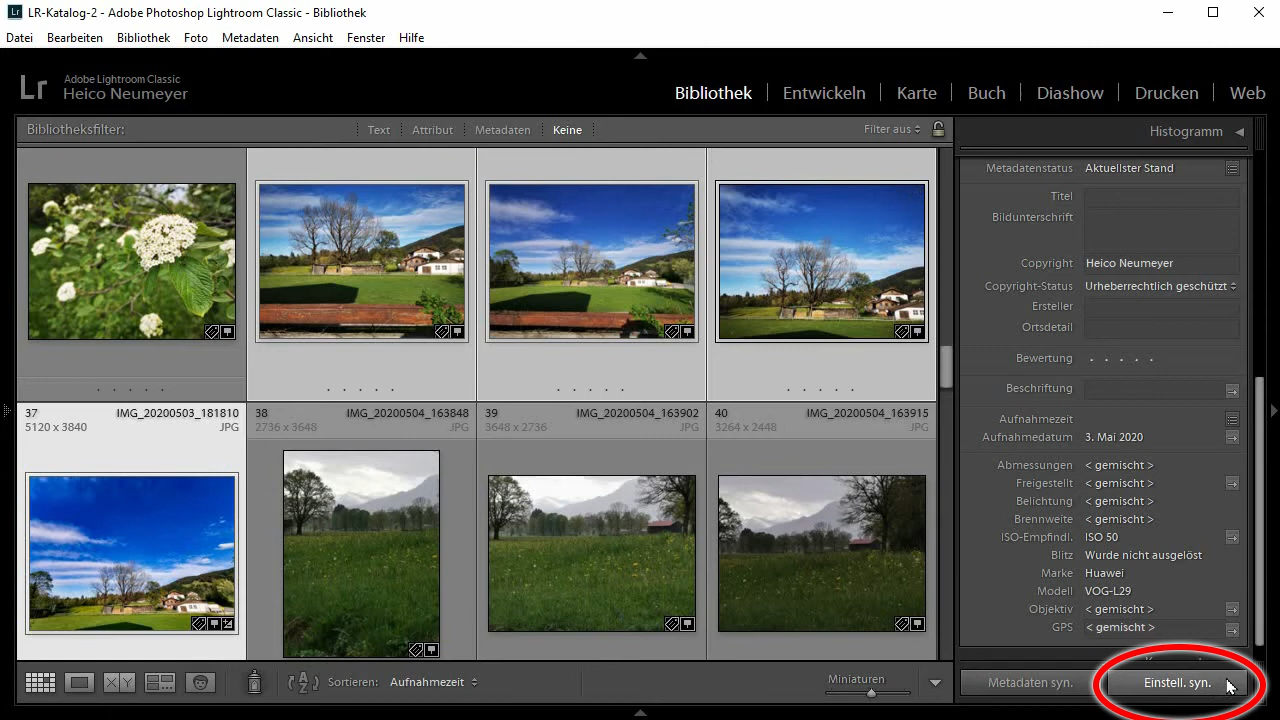 Lr LR-Katalog-2 - Adobe Photoshop Lightroom Classic - Bibliothek
Datei Bearbeiten Bibliothek Foto Metadaten Ansicht Fenster Hilfe
Lr Adobe Lightroom Classic
Heico Neumeyer
Bibliothek Entwickeln Karte Buch Diashow Drucken Web
Bibliotheksfilter: Text Attribut Metadaten Keine Filter aus
Histogramm
Metadatenstatus Aktuellster Stand
Titel
Bildunterschrift
Copyright Heico Neumeyer
Copyright-Status Urheberrechtlich geschützt
Ersteller
Ortsdetail
Bewertung
Beschriftung
Aufnahmezeit
Aufnahmedatum 3. Mai 2020
Abmessungen < gemischt >
Freigestellt < gemischt >
Belichtung < gemischt >
Brennweite < gemischt >
ISO-Empfindl. ISO 50
Blitz Wurde nicht ausgelöst
Marke Huawei
Modell VOG-L29
Objektiv < gemischt >
GPS < gemischt >
37 IMG_20200503_181810
5120 x 3840 JPG
38 IMG_20200504_163848
2736 x 3648 JPG
39 IMG_20200504_163902
3648 x 2736 JPG
40 IMG_20200504_163915
3264 x 2448 JPG
X Y
A Z
Sortieren: Aufnahmezeit
Miniaturen
Metadaten syn. Einstell. syn.